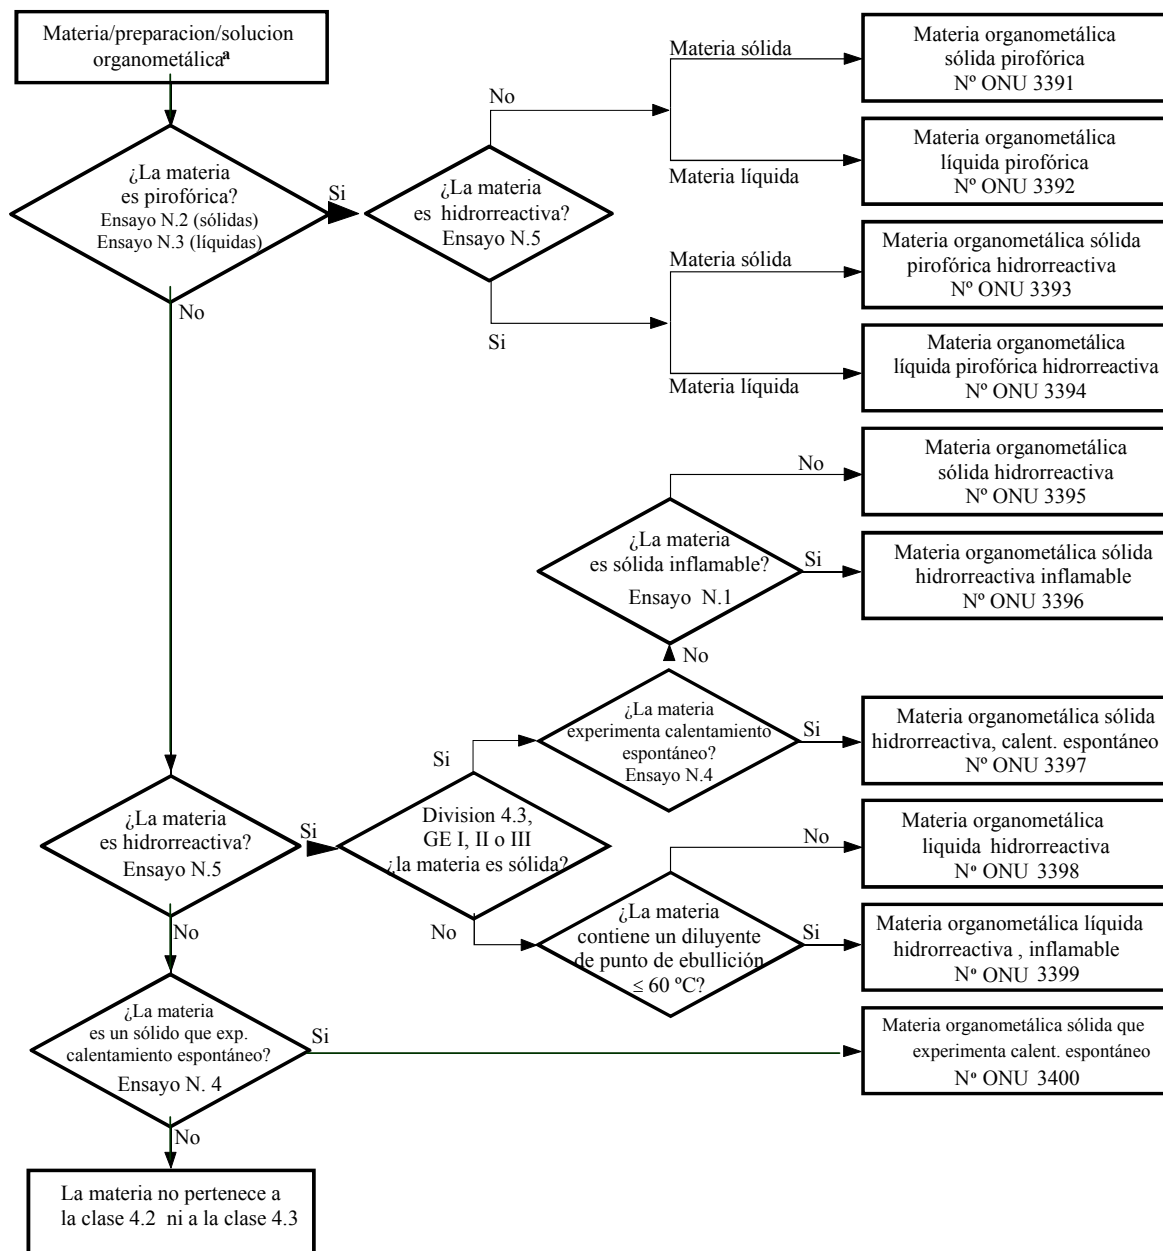 Materia/preparacion/solucion
organometálicaª
¿La materia
es pirofórica?
Ensayo N.2 (sólidas)
Ensayo N.3 (líquidas)
Si
No
¿La materia
es hidrorreactiva?
Ensayo N.5
No
Si
Materia sólida
Materia líquida
Materia sólida
Materia líquida
Materia organometálica
sólida pirofórica
Nº ONU 3391
Materia organometálica
líquida pirofórica
Nº ONU 3392
Materia organometálica sólida
pirofórica hidrorreactiva
Nº ONU 3393
Materia organometálica
líquida pirofórica hidrorreactiva
Nº ONU 3394
Materia organometálica
sólida hidrorreactiva
Nº ONU 3395
No
¿La materia
es sólida inflamable?
Ensayo N.1
Si
Materia organometálica sólida
hidrorreactiva inflamable
Nº ONU 3396
No
¿La materia
experimenta calentamiento
espontáneo?
Ensayo N.4
Si
Materia organometálica sólida
hidrorreactiva, calent. espontáneo
Nº ONU 3397
¿La materia
es hidrorreactiva?
Ensayo N.5
Si
No
Si
Division 4.3,
GE I, II o III
¿la materia es sólida?
No
No
Materia organometálica
liquida hidrorreactiva
Nº ONU 3398
¿La materia
contiene un diluyente
de punto de ebullición
≤ 60 ºC?
Si
Materia organometálica líquida
hidrorreactiva , inflamable
Nº ONU 3399
¿La materia
es un sólido que exp.
calentamiento espontáneo?
Ensayo N. 4
Si
No
Materia organometálica sólida que
experimenta calent. espontáneo
Nº ONU 3400
La materia no pertenece a
la clase 4.2 ni a la clase 4.3